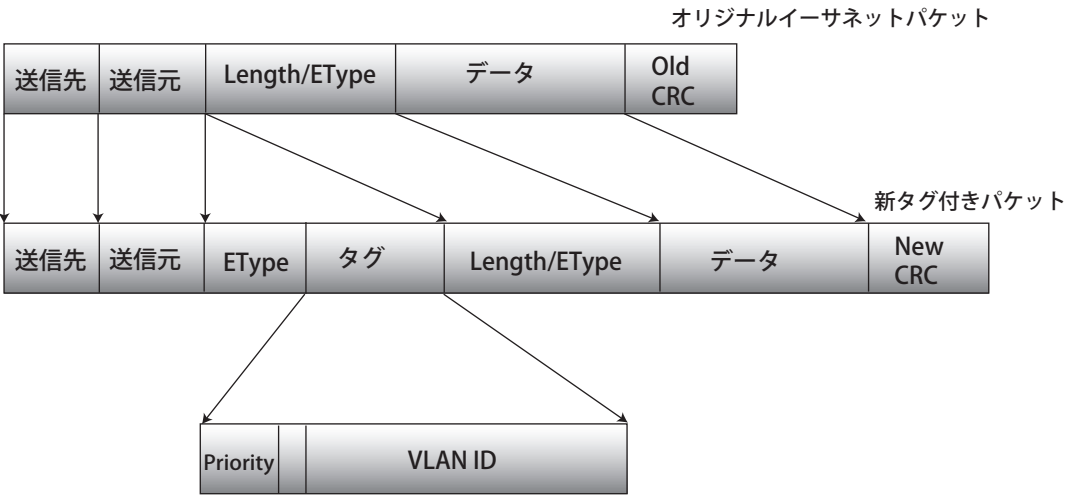 オリジナルイーサネットパケット
送信先 送信元 Length/EType データ Old
CRC
新タグ付きパケット
送信先 送信元 EType タグ Length/EType データ New
CRC
Priority VLAN ID